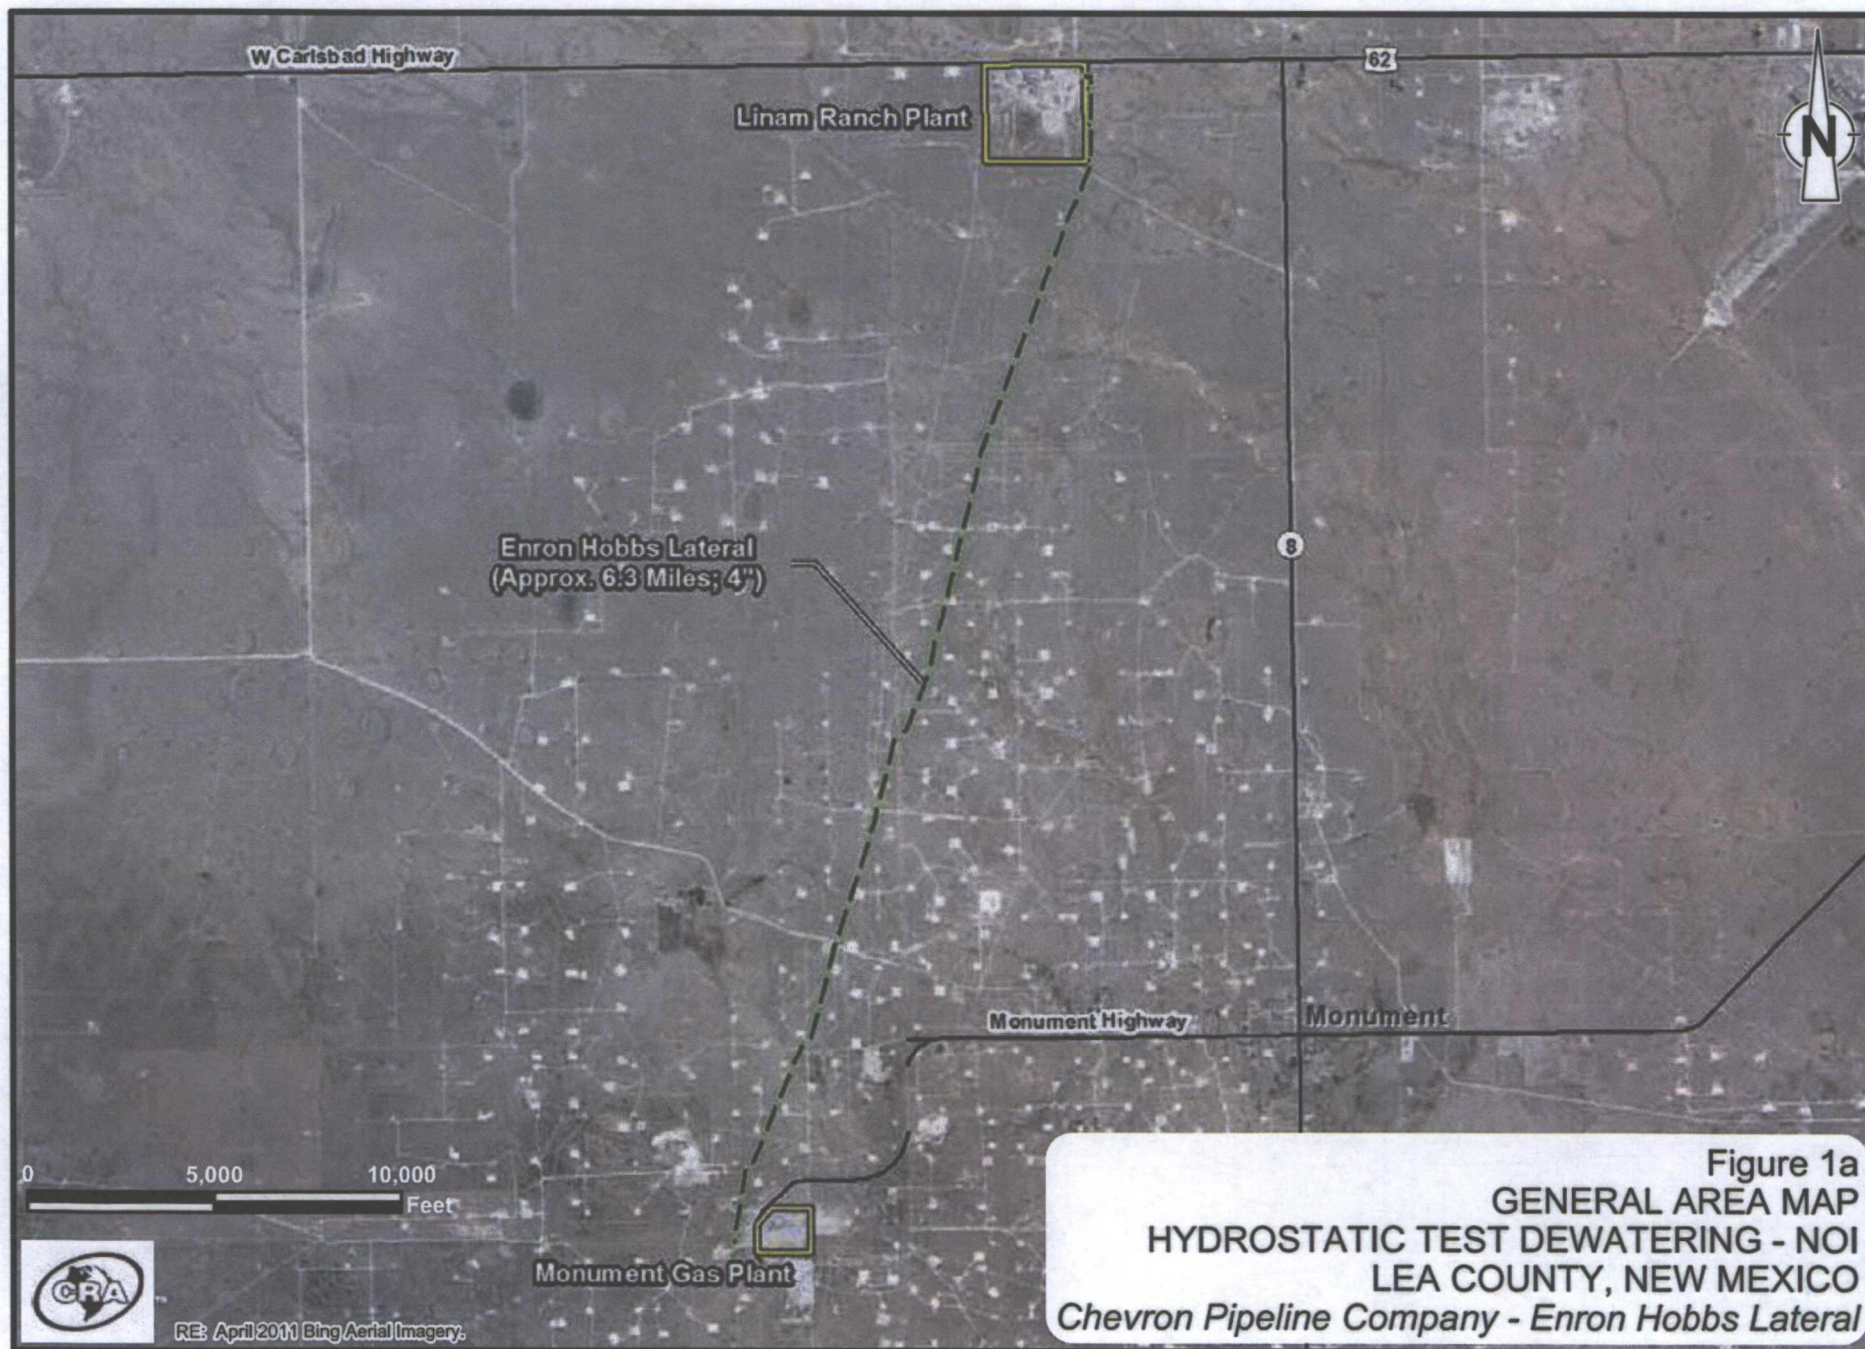 W Carlsbad Highway
62
Linam Ranch Plant
N
Enron Hobbs Lateral
(Approx. 6.3 Miles; 4")
8
Monument Highway
Monument
0 5,000 10,000
Feet
Monument Gas Plant
CRA
RE: April 2011 Bing Aerial Imagery.
Figure 1a
GENERAL AREA MAP
HYDROSTATIC TEST DEWATERING - NOI
LEA COUNTY, NEW MEXICO
Chevron Pipeline Company - Enron Hobbs Lateral